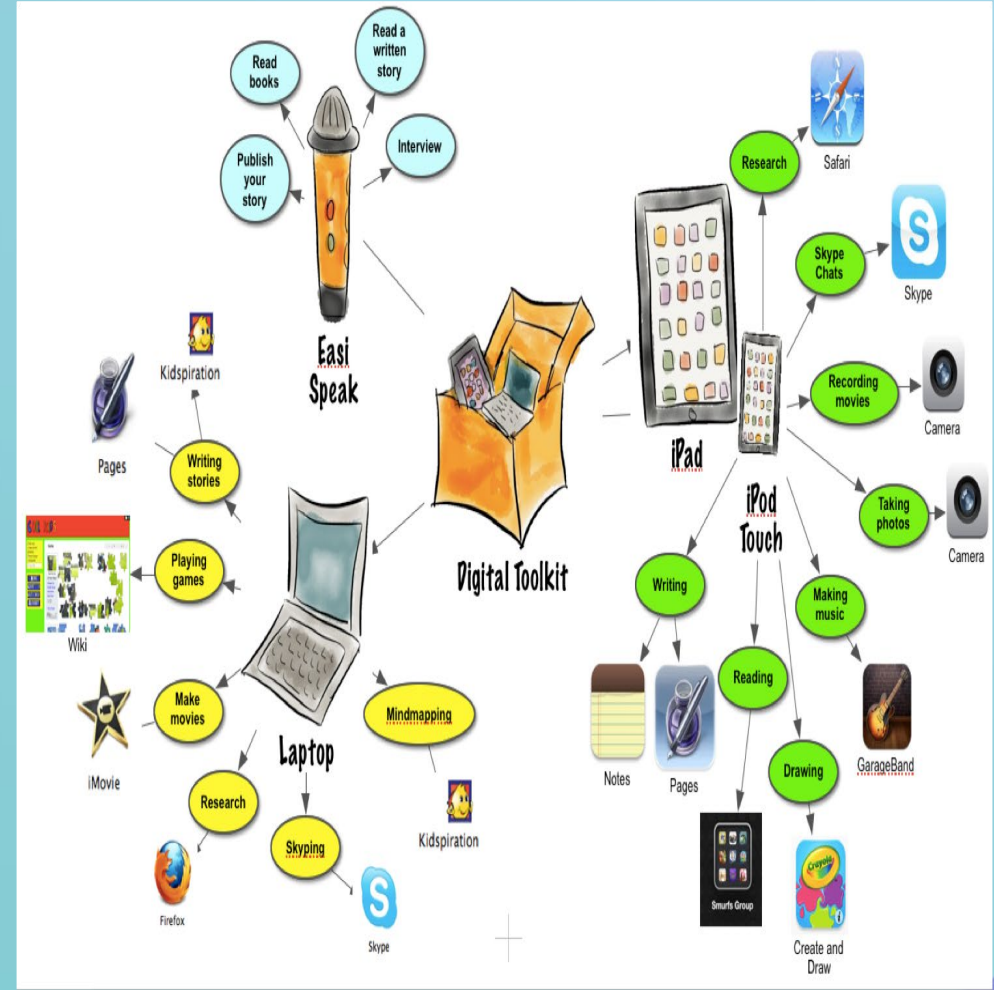 Read
books
Read a
written
story
Publish
your
story
Interview
Easi
Speak
Kidspiration
Pages
Writing
stories
Playing
games
Wiki
Make
movies
iMovie
Research
Firefox
Skyping
Skype
Mindmapping
Kidspiration
Laptop
Digital Toolkit
iPad
iPod
Touch
Research
Safari
Skype
Chats
Skype
Recording
movies
Camera
Taking
photos
Camera
Making
music
GarageBand
Writing
Notes
Pages
Reading
Smurfs Group
Drawing
Crayola
Create and
Draw